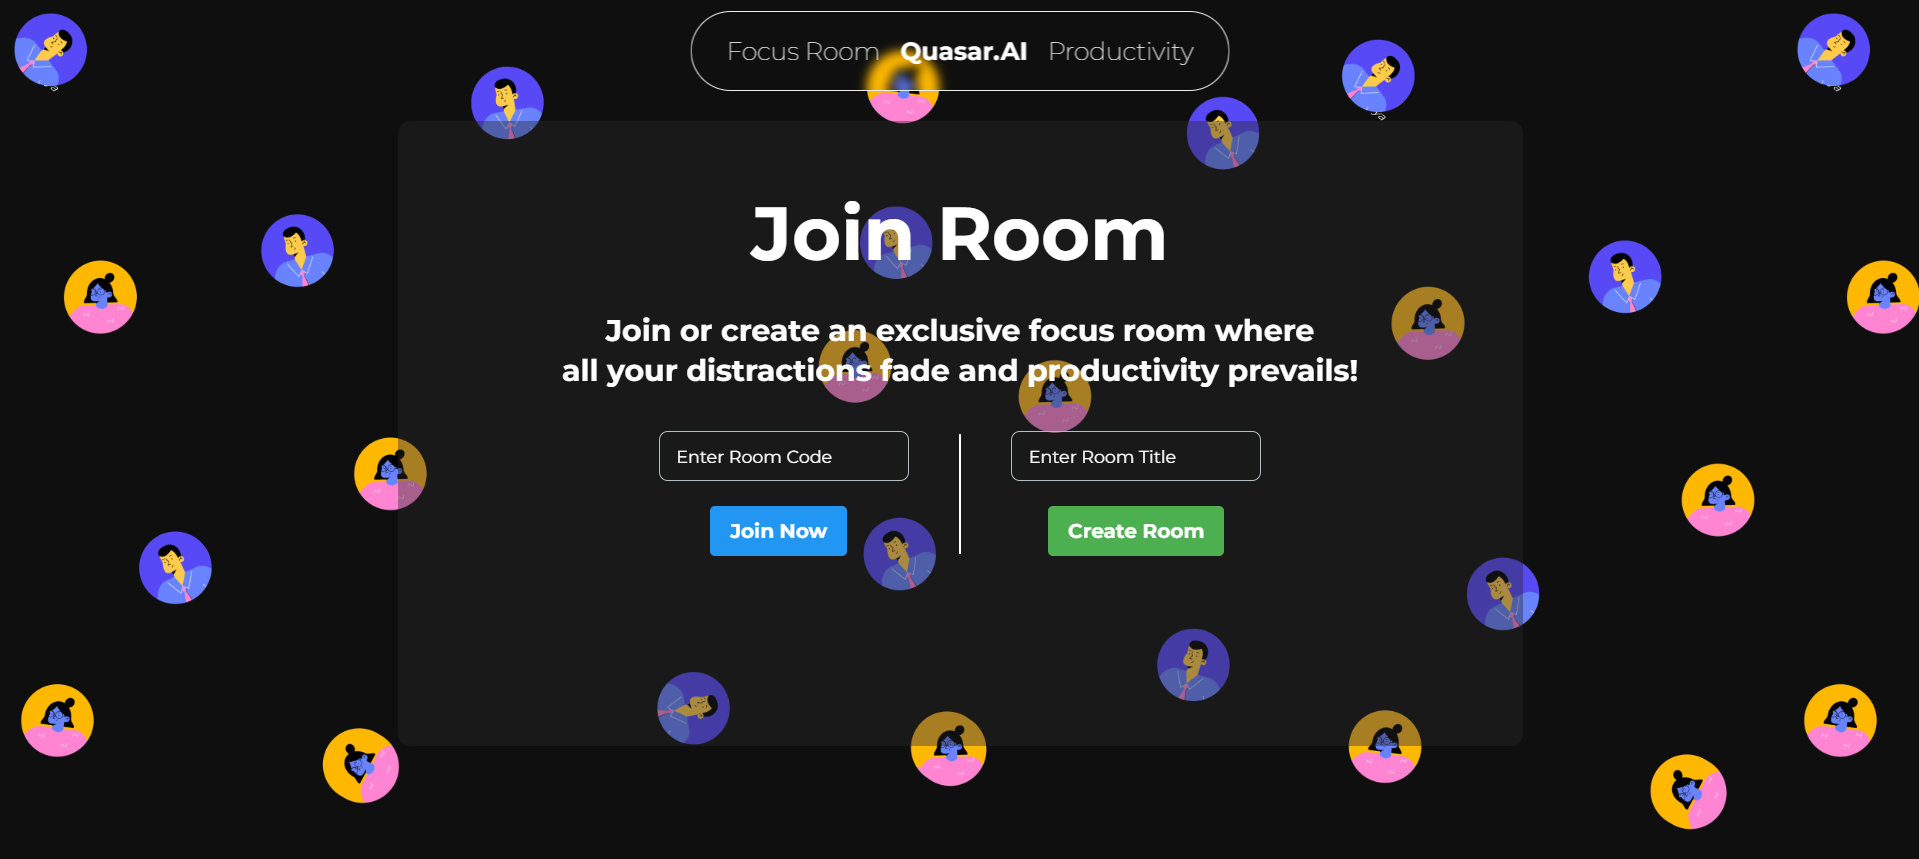 Focus Room Quasar.AI Productivity
Join Room
Join or create an exclusive focus room where
all your distractions fade and productivity prevails!
Enter Room Code
Enter Room Title
Join Now
Create Room